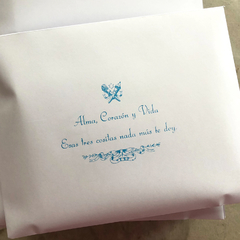 Alma, Corazón y Vida
Esas tres cositas nada más te doy.